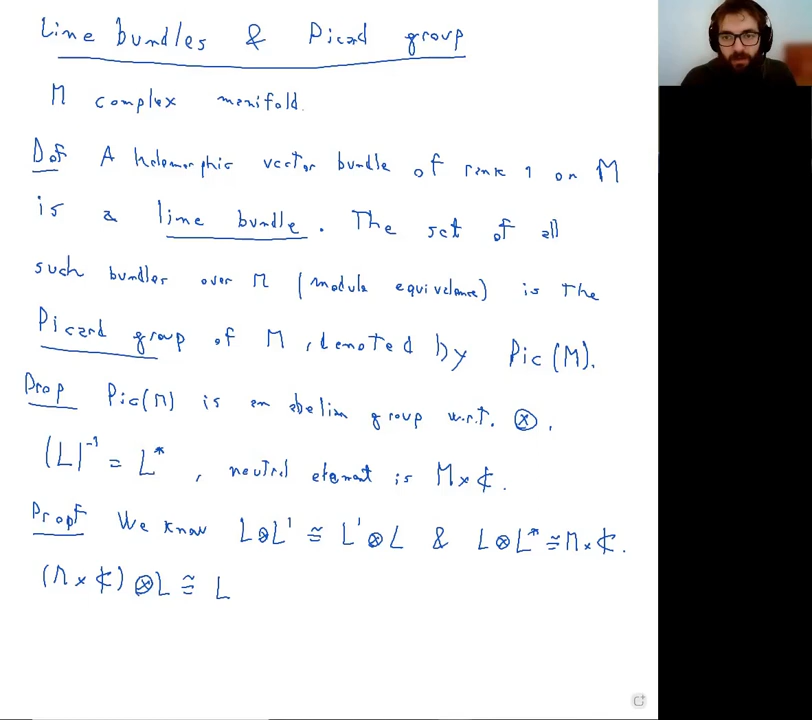 Line bundles & Picard group
M complex manifold.
Def A holomorphic vector bundle of rank 1 on M
is a line bundle. The set of all
such bundles over M (modulo equivalence) is the
Picard group of M, denoted by Pic(M).
Prop Pic(M) is an abelian group w.r.t. ⊗,
(L)⁻¹ = L*, neutral element is M×ℂ.
Proof We know L⊗L' ≅ L'⊗L & L⊗L* ≅ M×ℂ.
(M×ℂ)⊗L ≅ L